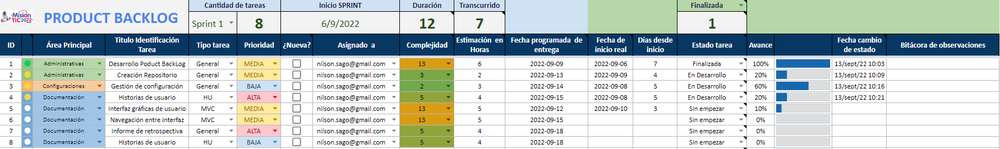 Misión TIC2022
PRODUCT BACKLOG
Cantidad de tareas Inicio SPRINT Duración Transcurrido Finalizada
Sprint 1 8 6/9/2022 12 7 1
ID Área Principal Titulo Identificación Tarea Tipo tarea Prioridad ¿Nueva? Asignado a Complejidad Estimación en Horas Fecha programada de entrega Fecha de inicio real Días desde inicio Estado tarea Avance Fecha cambio de estado Bitácora de observaciones
1 Administrativas Desarrollo Poduct BackLog General MEDIA nilson.sago@gmail.com 13 6 2022-09-09 2022-09-06 7 Finalizada 100% 13/sept/22 10:03
2 Administrativas Creación Repositorio General MEDIA nilson.sago@gmail.com 3 2 2022-09-13 2022-09-09 4 En Desarrollo 20% 13/sept/22 10:09
3 Configuraciones Gestión de configuración General BAJA nilson.sago@gmail.com 2 3 2022-09-14 2022-09-08 5 En Desarrollo 60% 13/sept/22 10:16
4 Documentación Historias de usuario HU ALTA nilson.sago@gmail.com 5 4 2022-09-15 2022-09-08 5 En Desarrollo 20% 13/sept/22 10:21
5 Documentación Interfaz gráficas de usuario MVC MEDIA nilson.sago@gmail.com 13 5 2022-09-12 2022-09-10 3 Sin empezar 10%
6 Documentación Navegación entre interfaz MVC MEDIA nilson.sago@gmail.com 13 5 2022-09-15 Sin empezar 0%
7 Documentación Informe de retrospectiva General ALTA nilson.sago@gmail.com 5 4 2022-09-18 Sin empezar 0%
8 Documentación Historias de usuario HU BAJA nilson.sago@gmail.com 5 4 2022-09-18 Sin empezar 0%